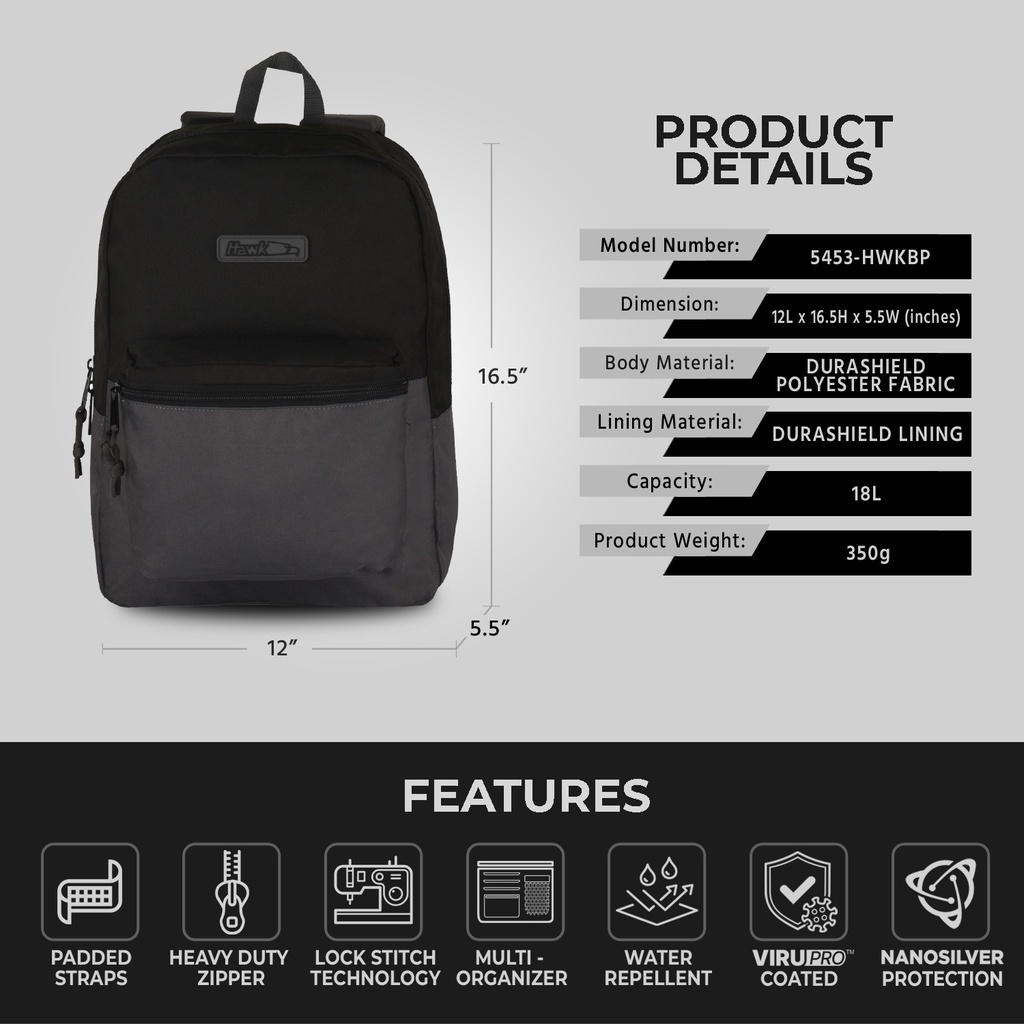 PRODUCT
DETAILS
Hawk
Model Number:
5453-HWKBP
Dimension:
12L x 16.5H x 5.5W (inches)
Body Material:
DURASHIELD
POLYESTER FABRIC
Lining Material:
DURASHIELD LINING
Capacity:
18L
Product Weight:
350g
16.5”
5.5”
12”
FEATURES
PADDED
STRAPS
HEAVY DUTY
ZIPPER
LOCK STITCH
TECHNOLOGY
MULTI -
ORGANIZER
WATER
REPELLENT
VIRUPRO™
COATED
NANOSILVER
PROTECTION